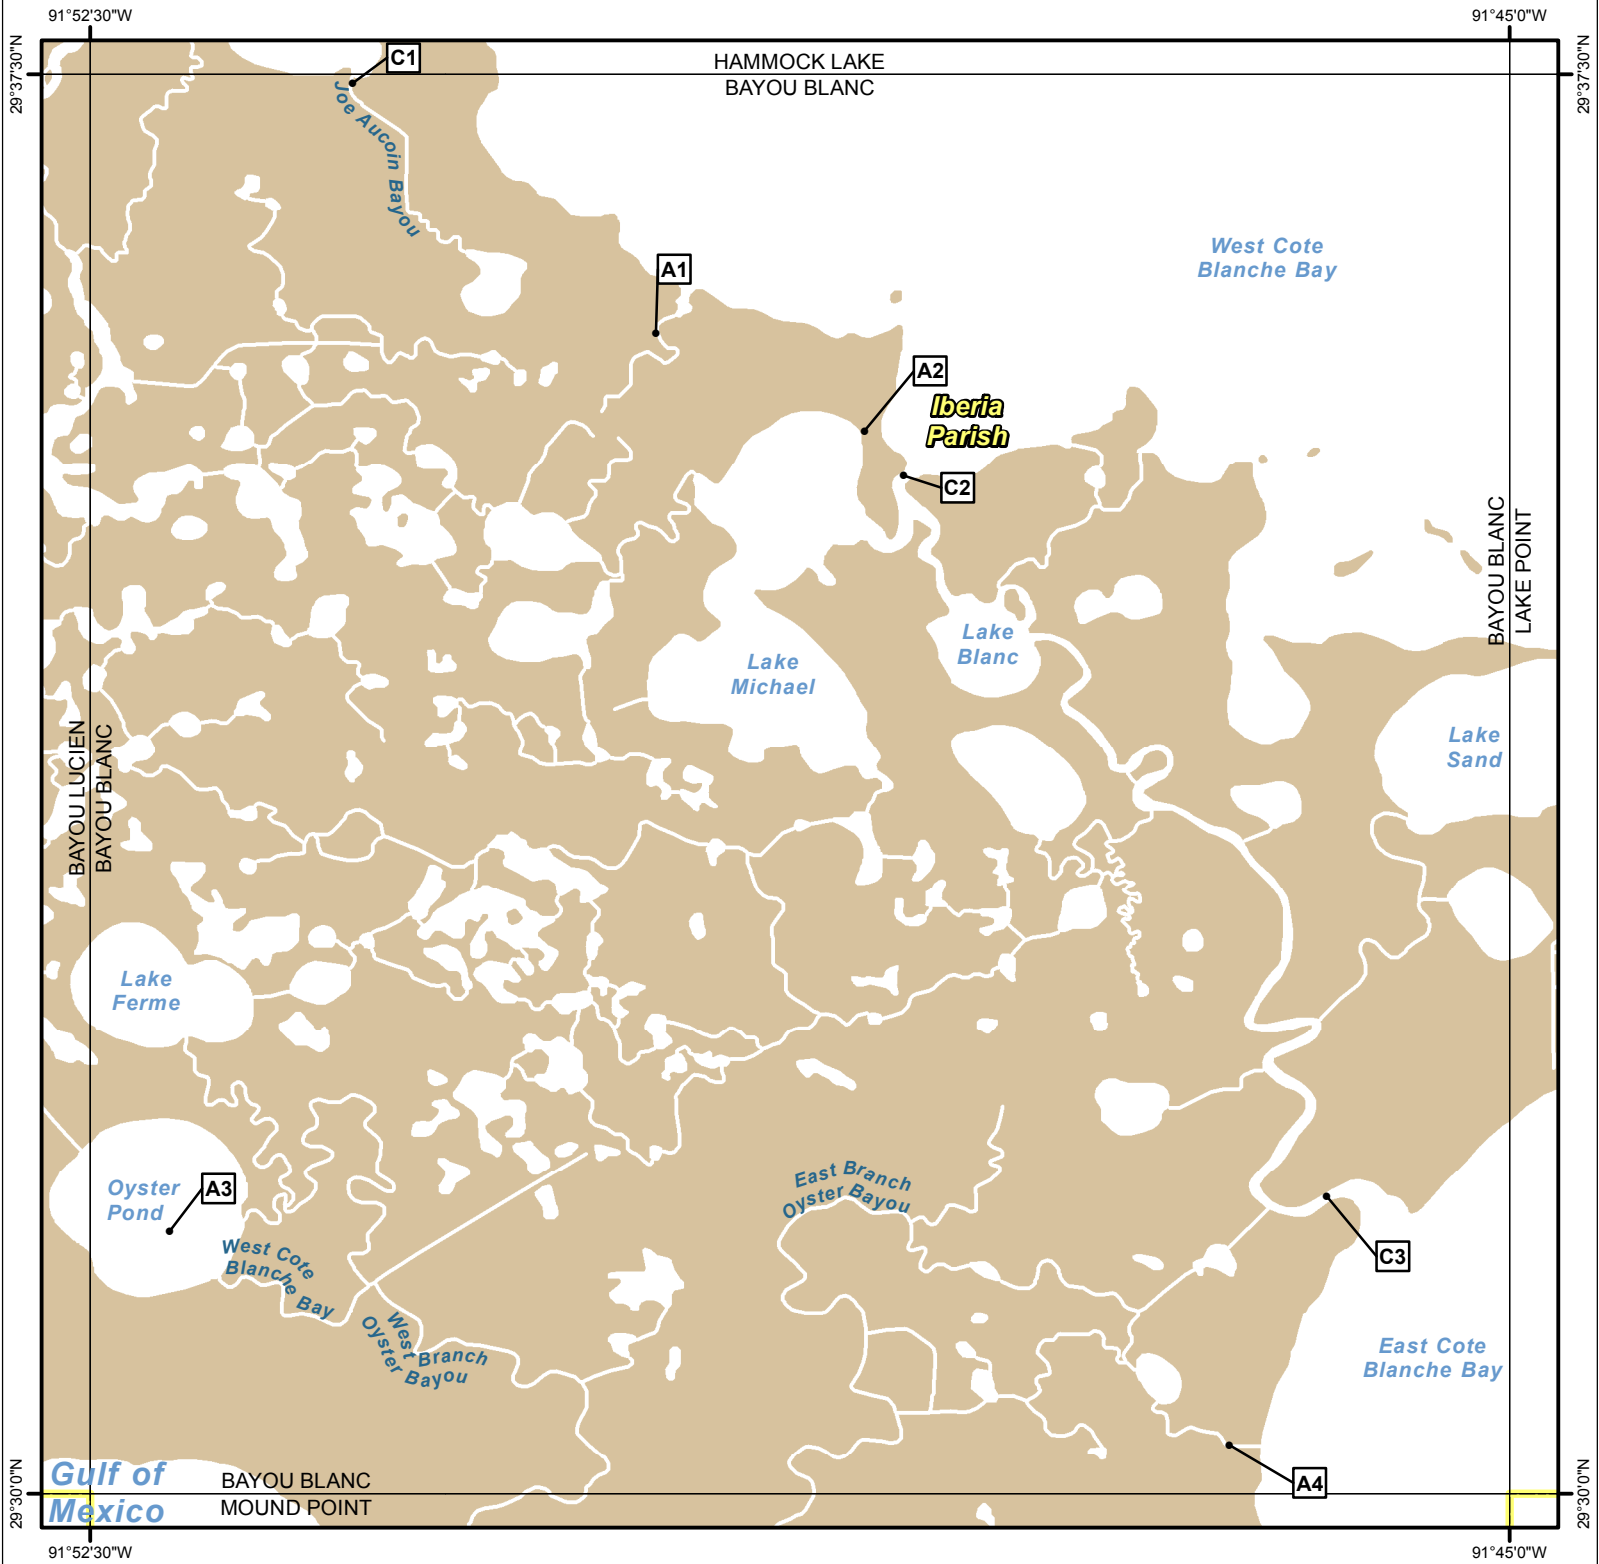 91°52'30"W
91°45'0"W
29°37'30"N
29°37'30"N
C1
HAMMOCK LAKE
BAYOU BLANC
Joe Aucoin Bayou
West Cote
Blanche Bay
A1
A2
Iberia
Parish
C2
BAYOU BLANC
LAKE POINT
Lake
Blanc
Lake
Michael
Lake
Sand
BAYOU LUCIEN
BAYOU BLANC
Lake
Ferme
Oyster
Pond
A3
East Branch
Oyster Bayou
West Cote
Blanche Bay
C3
West Branch
Oyster Bayou
East Cote
Blanche Bay
A4
Gulf of
Mexico
BAYOU BLANC
MOUND POINT
29°30'0"N
29°30'0"N
91°52'30"W
91°45'0"W